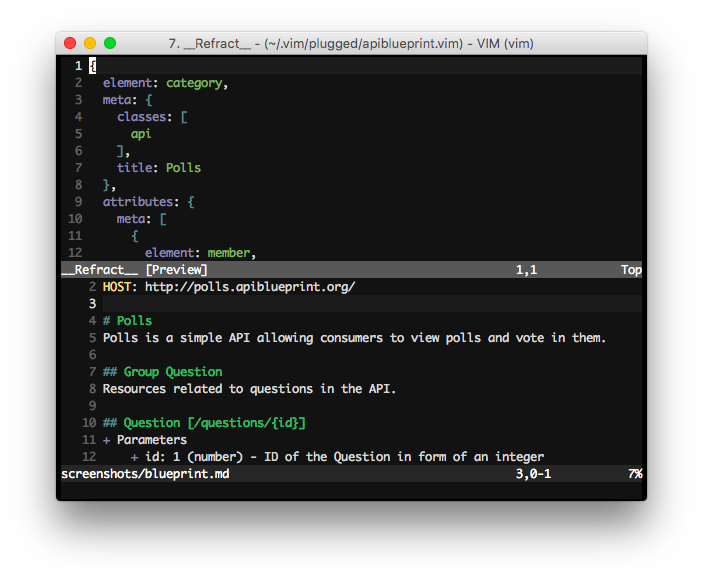 7. __Refract__ - (~/.vim/plugged/apiblueprint.vim) - VIM (vim)
1 {
2   element: category,
3   meta: {
4     classes: [
5       api
6     ],
7     title: Polls
8   },
9   attributes: {
10     meta: [
11       {
12         element: member,
__Refract__ [Preview] 1,1 Top
2 HOST: http://polls.apiblueprint.org/
3
4 # Polls
5 Polls is a simple API allowing consumers to view polls and vote in them.
6
7 ## Group Question
8 Resources related to questions in the API.
9
10 ## Question [/questions/{id}]
11 + Parameters
12     + id: 1 (number) - ID of the Question in form of an integer
screenshots/blueprint.md 3,0-1 7%